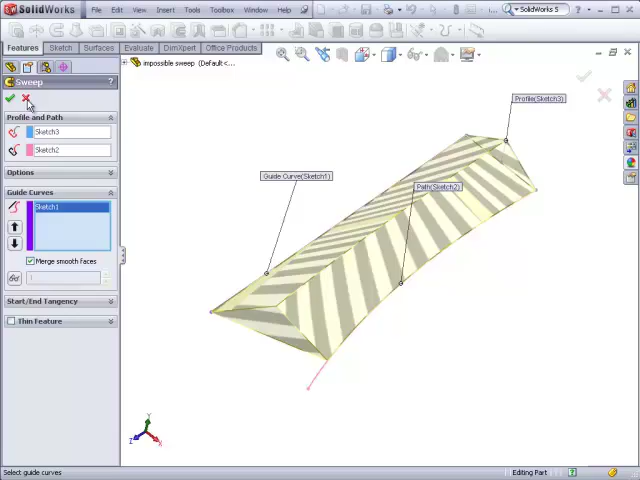 SolidWorks
File Edit View Insert Tools Toolbox Window Help
SolidWorks S
Features Sketch Surfaces Evaluate DimXpert Office Products
impossible sweep (Default<...
Sweep
?
Profile and Path
Sketch3
Sketch2
Options
Guide Curves
Sketch1
Merge smooth faces
1
Start/End Tangency
Thin Feature
Profile(Sketch3)
Guide Curve(Sketch1)
Path(Sketch2)
Y
Z
X
Select guide curves
Editing Part
?